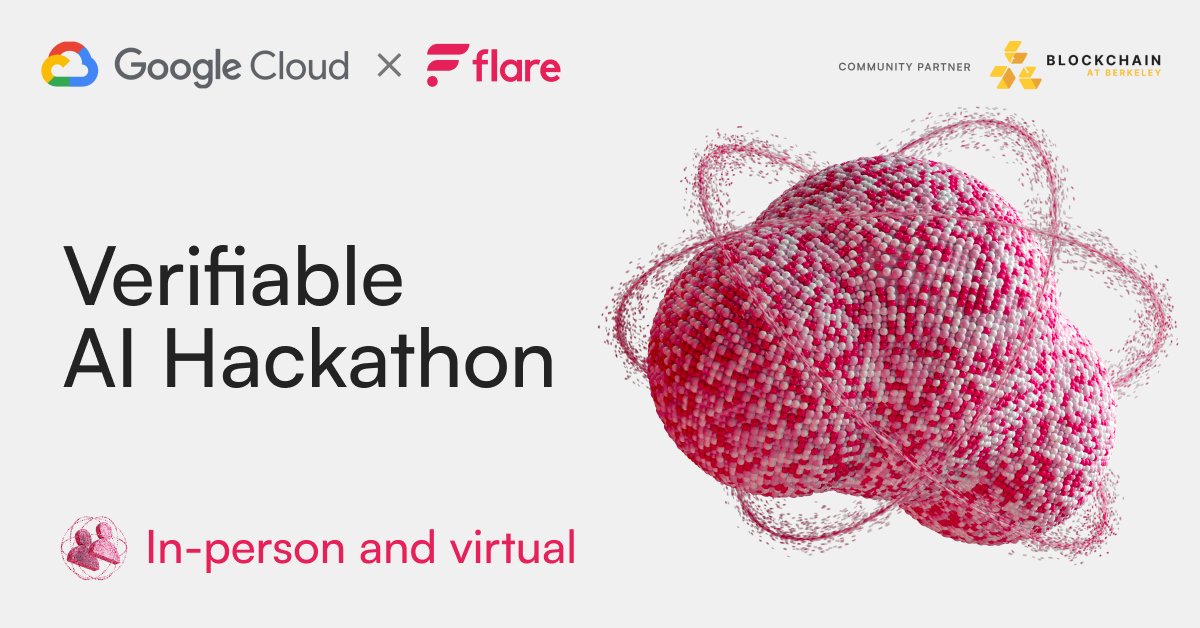 Google Cloud × flare
COMMUNITY PARTNER
BLOCKCHAIN
AT BERKELEY
Verifiable
AI Hackathon
In-person and virtual